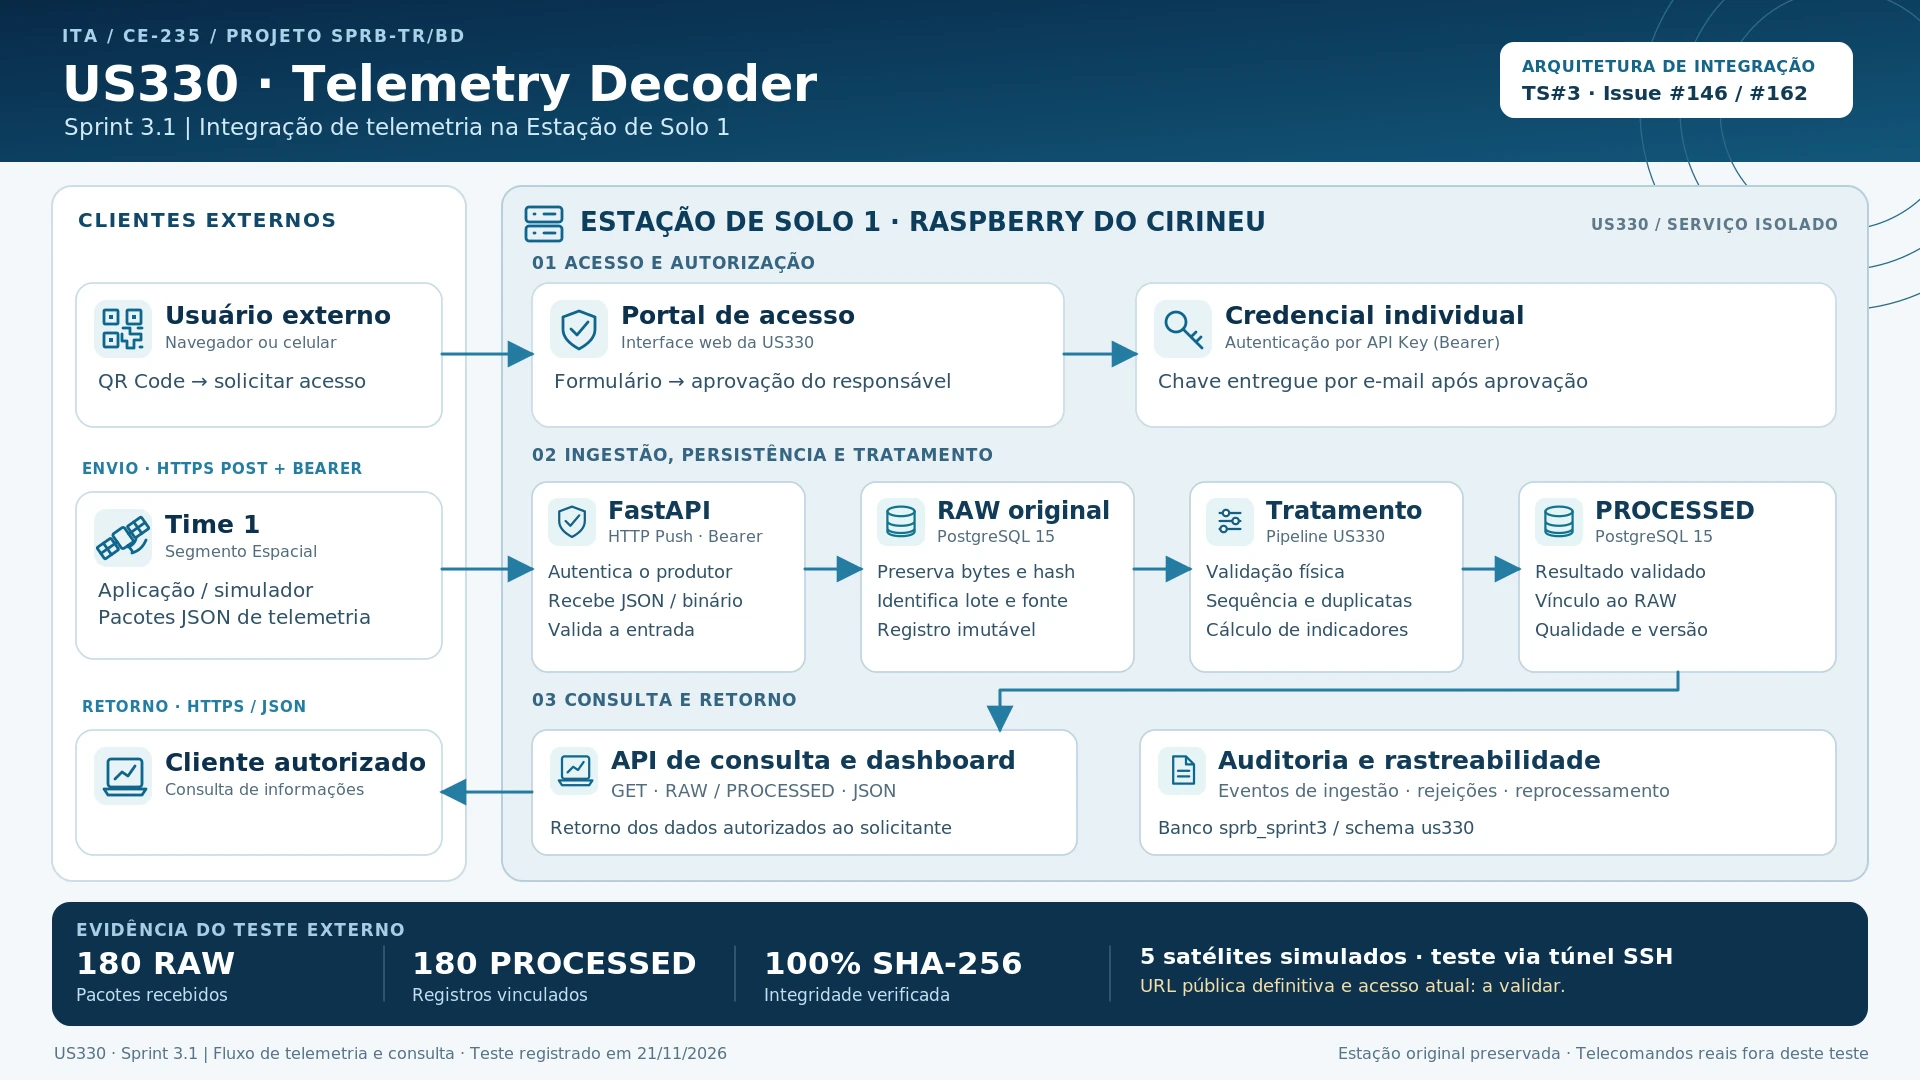 ITA / CE-235 / PROJETO SPRB-TR/BD
US330 · Telemetry Decoder
Sprint 3.1 | Integração de telemetria na Estação de Solo 1
ARQUITETURA DE INTEGRAÇÃO
TS#3 · Issue #146 / #162
CLIENTES EXTERNOS
Usuário externo
Navegador ou celular
QR Code → solicitar acesso
ENVIO · HTTPS POST + BEARER
Time 1
Segmento Espacial
Aplicação / simulador
Pacotes JSON de telemetria
RETORNO · HTTPS / JSON
Cliente autorizado
Consulta de informações
ESTAÇÃO DE SOLO 1 · RASPBERRY DO CIRINEU
US330 / SERVIÇO ISOLADO
01 ACESSO E AUTORIZAÇÃO
Portal de acesso
Interface web da US330
Formulário → aprovação do responsável
Credencial individual
Autenticação por API Key (Bearer)
Chave entregue por e-mail após aprovação
02 INGESTÃO, PERSISTÊNCIA E TRATAMENTO
FastAPI
HTTP Push · Bearer
Autentica o produtor
Recebe JSON / binário
Valida a entrada
RAW original
PostgreSQL 15
Preserva bytes e hash
Identifica lote e fonte
Registro imutável
Tratamento
Pipeline US330
Validação física
Sequência e duplicatas
Cálculo de indicadores
PROCESSED
PostgreSQL 15
Resultado validado
Vínculo ao RAW
Qualidade e versão
03 CONSULTA E RETORNO
API de consulta e dashboard
GET · RAW / PROCESSED · JSON
Retorno dos dados autorizados ao solicitante
Auditoria e rastreabilidade
Eventos de ingestão · rejeições · reprocessamento
Banco sprb_sprint3 / schema us330
EVIDÊNCIA DO TESTE EXTERNO
180 RAW
Pacotes recebidos
180 PROCESSED
Registros vinculados
100% SHA-256
Integridade verificada
5 satélites simulados · teste via túnel SSH
URL pública definitiva e acesso atual: a validar.
US330 · Sprint 3.1 | Fluxo de telemetria e consulta · Teste registrado em 21/11/2026
Estação original preservada · Telecomandos reais fora deste teste